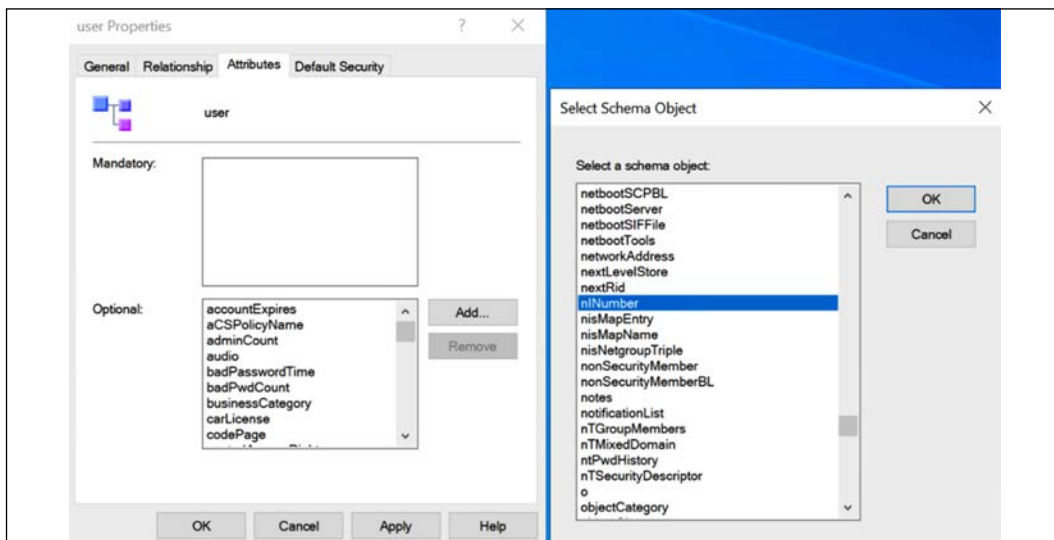 user Properties
?
General Relationship Attributes Default Security
user
Mandatory:
Optional:
accountExpires
aCSPolicyName
adminCount
audio
badPasswordTime
badPwdCount
businessCategory
carLicense
codePage
Add...
Remove
OK Cancel Apply Help
Select Schema Object
Select a schema object:
netbootSCPBL
netbootServer
netbootSIFFile
netbootTools
networkAddress
nextLevelStore
nextRid
nINumber
nisMapEntry
nisMapName
nisNetgroupTriple
nonSecurityMember
nonSecurityMemberBL
notes
notificationList
nTGroupMembers
nTMixedDomain
ntPwdHistory
nTSecurityDescriptor
o
objectCategory
OK
Cancel